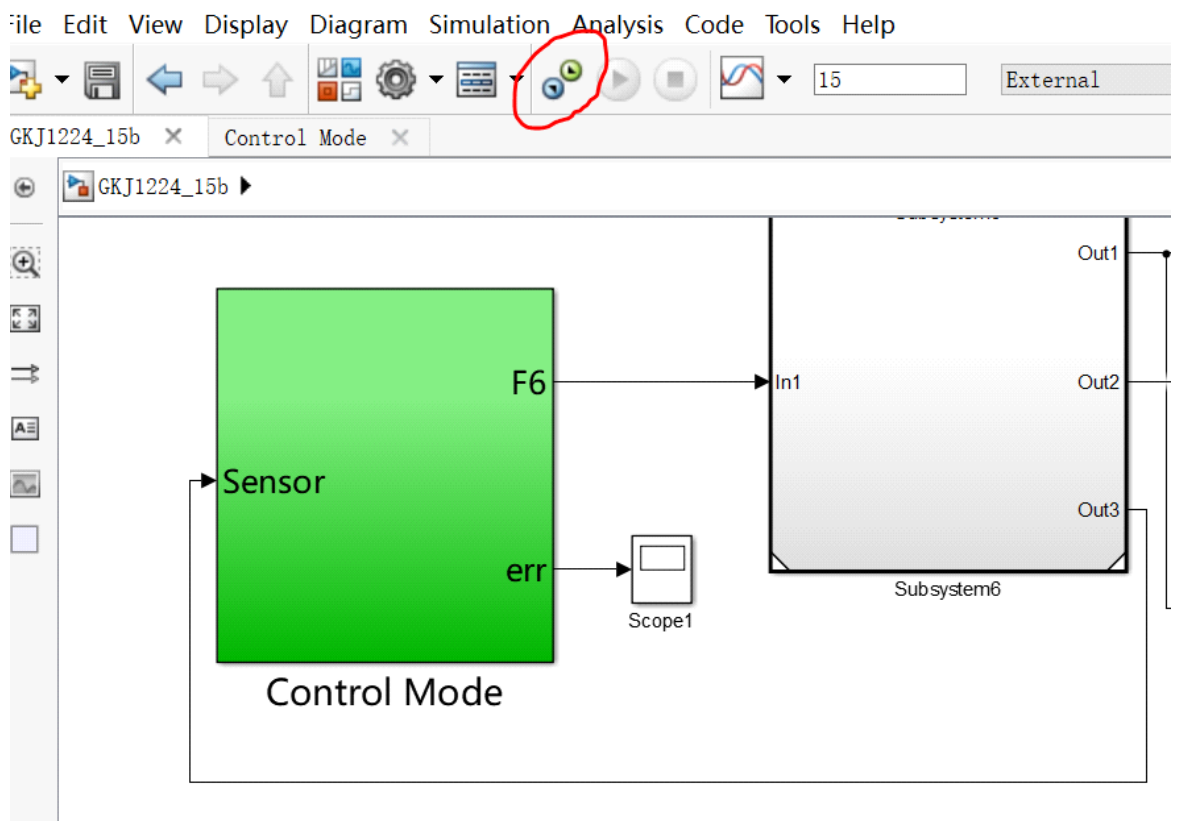 File Edit View Display Diagram Simulation Analysis Code Tools Help
15 External
GKJ1224_15b Control Mode
GKJ1224_15b
Out1
F6 In1 Out2
Sensor
Out3
err
Subsystem6
Scope1
Control Mode